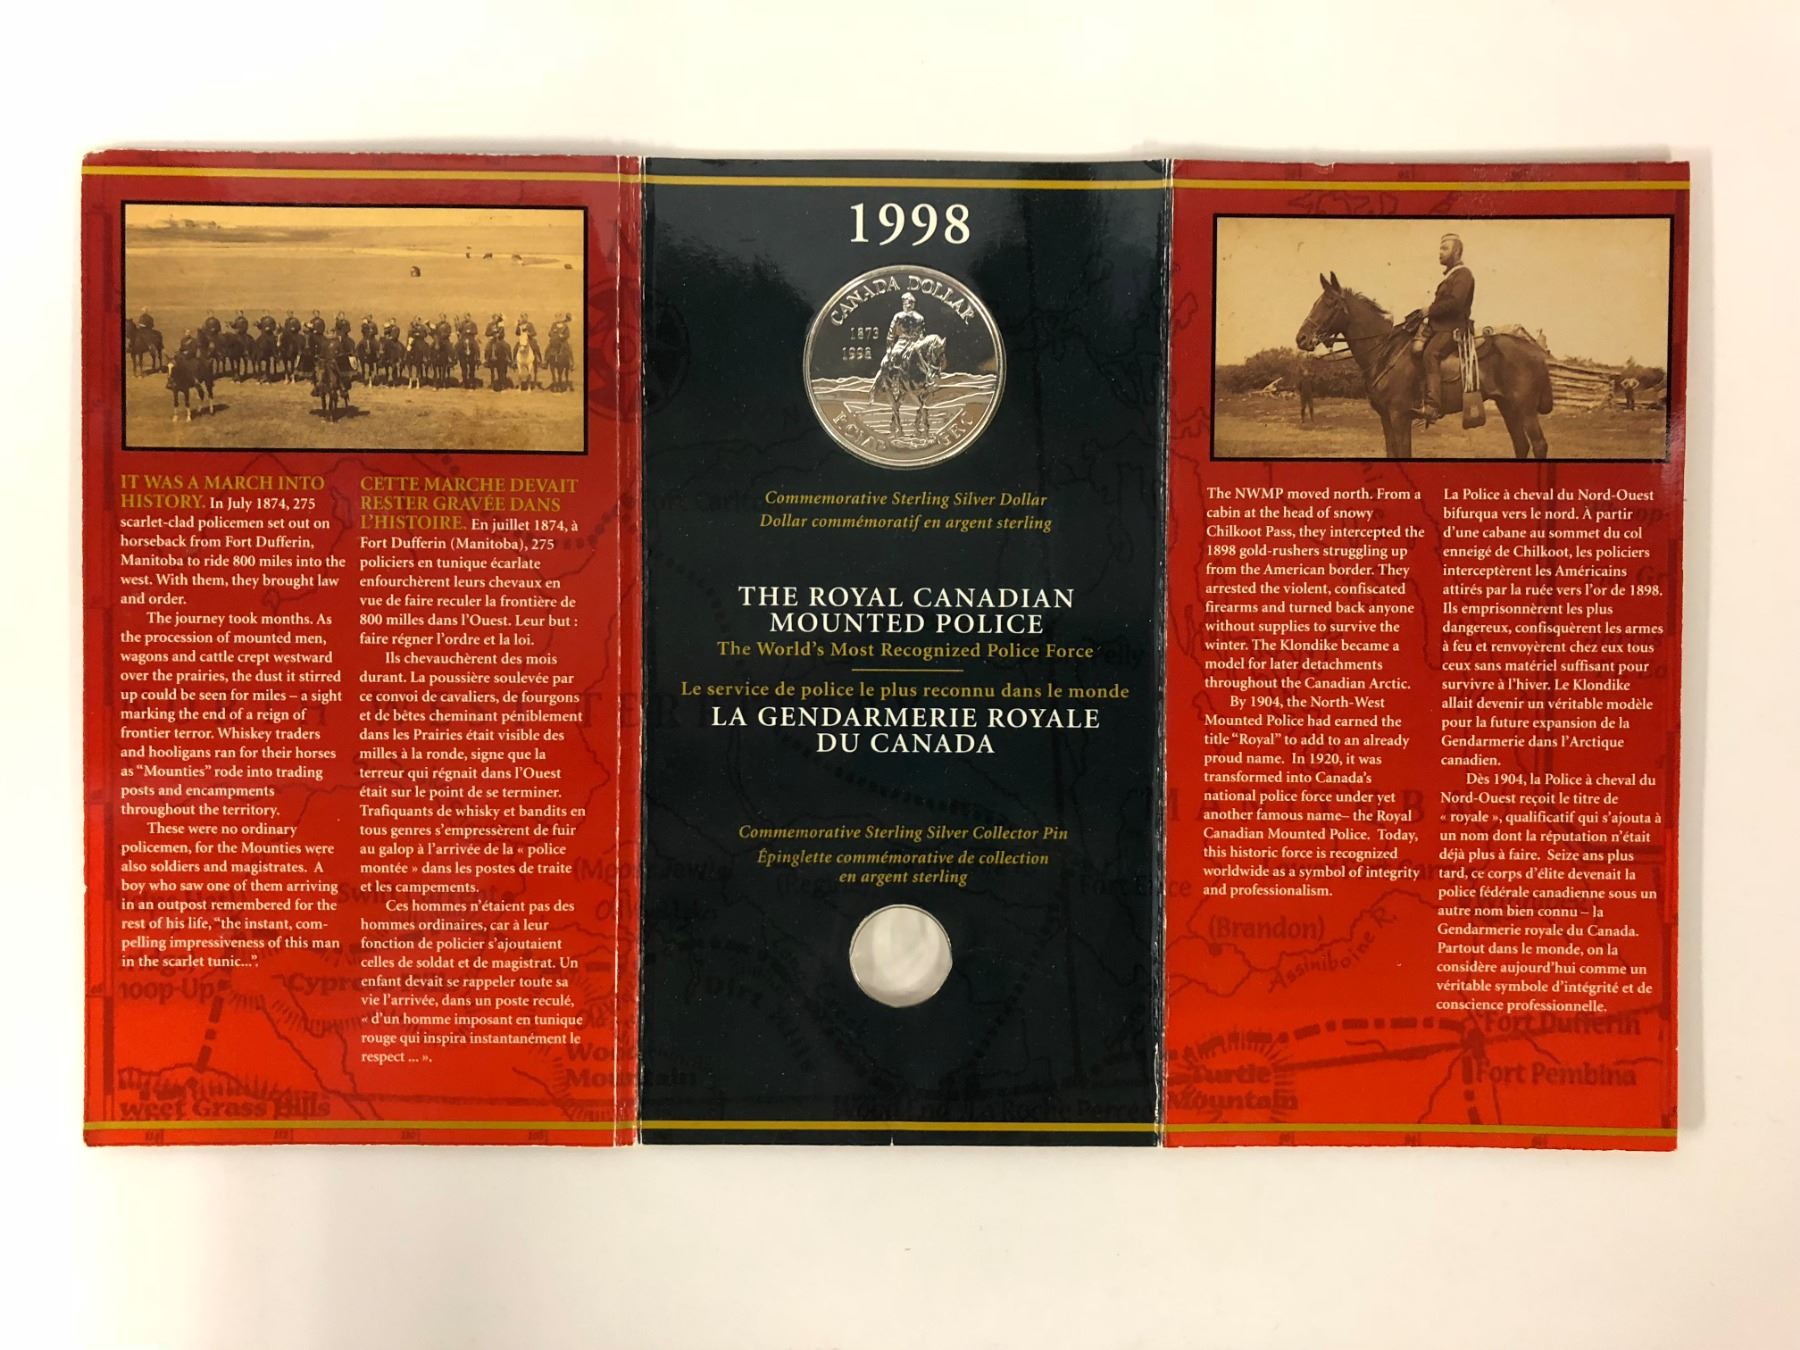 IT WAS A MARCH INTO
HISTORY. In July 1874, 275
scarlet-clad policemen set out on
horseback from Fort Dufferin,
Manitoba to ride 800 miles into the
west. With them, they brought law
and order.
The journey took months. As
the procession of mounted men,
wagons and cattle crept westward
over the prairies, the dust it stirred
up could be seen for miles – a sight
marking the end of a reign of
frontier terror. Whiskey traders
and hooligans ran for their horses
as “Mounties” rode into trading
posts and encampments
throughout the territory.
These were no ordinary
policemen, for the Mounties were
also soldiers and magistrates. A
boy who saw one of them arriving
in an outpost remembered for the
rest of his life, “the instant, com-
pelling impressiveness of this man
in the scarlet tunic...”.
CETTE MARCHE DEVAIT
RESTER GRAVÉE DANS
L’HISTOIRE. En juillet 1874, à
Fort Dufferin (Manitoba), 275
policiers en tunique écarlate
enfourchèrent leurs chevaux en
vue de faire reculer la frontière de
800 milles dans l’Ouest. Leur but :
faire régner l’ordre et la loi.
Ils chevauchèrent des mois
durant. La poussière soulevée par
ce convoi de cavaliers, de fourgons
et de bêtes cheminant péniblement
dans les Prairies était visible des
milles à la ronde, signe que la
terreur qui régnait dans l’Ouest
était sur le point de se terminer.
Trafiquants de whisky et bandits en
tous genres s’empressèrent de fuir
au galop à l’arrivée de la « police
montée » dans les postes de traite
et les campements.
Ces hommes n’étaient pas des
hommes ordinaires, car à leur
fonction de policier s’ajoutaient
celles de soldat et de magistrat. Un
enfant devait se rappeler toute sa
vie l’arrivée, dans un poste reculé,
« d’un homme imposant en tunique
rouge qui inspira instantanément le
respect ... ».
1998
CANADA DOLLAR
1873
1998
RCMP GRC
Commemorative Sterling Silver Dollar
Dollar commémoratif en argent sterling
THE ROYAL CANADIAN
MOUNTED POLICE
The World’s Most Recognized Police Force
Le service de police le plus reconnu dans le monde
LA GENDARMERIE ROYALE
DU CANADA
Commemorative Sterling Silver Collector Pin
Épinglette commémorative de collection
en argent sterling
The NWMP moved north. From a
cabin at the head of snowy
Chilkoot Pass, they intercepted the
1898 gold-rushers struggling up
from the American border. They
arrested the violent, confiscated
firearms and turned back anyone
without supplies to survive the
winter. The Klondike became a
model for later detachments
throughout the Canadian Arctic.
By 1904, the North-West
Mounted Police had earned the
title “Royal” to add to an already
proud name. In 1920, it was
transformed into Canada’s
national police force under yet
another famous name– the Royal
Canadian Mounted Police. Today,
this historic force is recognized
worldwide as a symbol of integrity
and professionalism.
La Police à cheval du Nord-Ouest
bifurqua vers le nord. À partir
d’une cabane au sommet du col
enneigé de Chilkoot, les policiers
interceptèrent les Américains
attirés par la ruée vers l’or de 1898.
Ils emprisonnèrent les plus
dangereux, confisquèrent les armes
à feu et renvoyèrent chez eux tous
ceux sans matériel suffisant pour
survivre à l’hiver. Le Klondike
allait devenir un véritable modèle
pour la future expansion de la
Gendarmerie dans l’Arctique
canadien.
Dès 1904, la Police à cheval du
Nord-Ouest reçoit le titre de
« royale », qualificatif qui s’ajouta à
un nom dont la réputation n’était
déjà plus à faire. Seize ans plus
tard, ce corps d’élite devenait la
police fédérale canadienne sous un
autre nom bien connu – la
Gendarmerie royale du Canada.
Partout dans le monde, on la
considère aujourd’hui comme un
véritable symbole d’intégrité et de
conscience professionnelle.
(Brandon)
Assiniboine R
Fort Dufferin
Fort Pembina
Turtle
Mountain
Wood
Mountain
weet Grass Hills